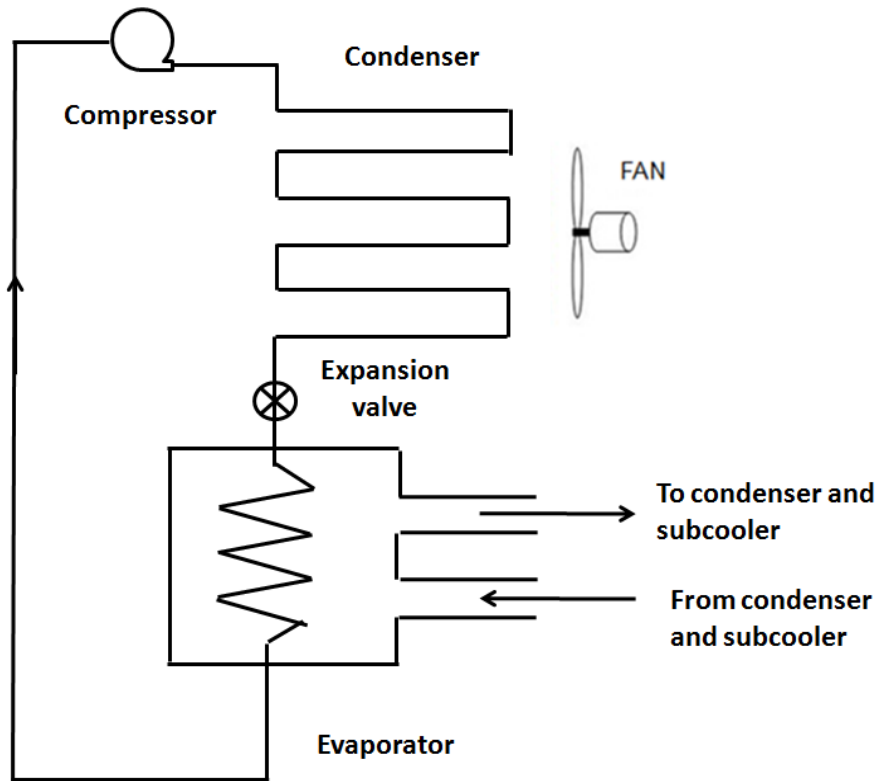 Condenser
Compressor
FAN
Expansion
valve
To condenser and
subcooler
From condenser
and subcooler
Evaporator